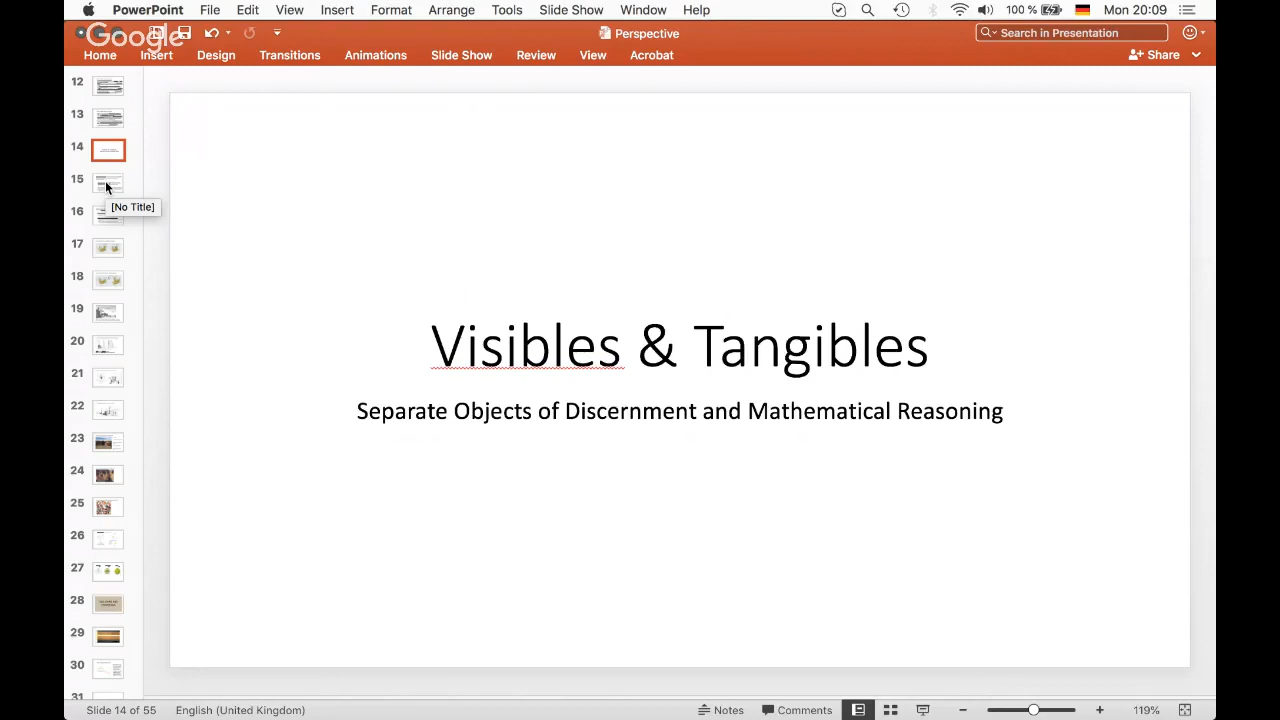 PowerPoint File Edit View Insert Format Arrange Tools Slide Show Window Help 100 % Mon 20:09
Google
Perspective
Search in Presentation
Home Insert Design Transitions Animations Slide Show Review View Acrobat Share
12
13
14
15
[No Title]
16
17
18
19
20
21
22
23
24
25
26
27
28
29
30
31
Visibles & Tangibles
Separate Objects of Discernment and Mathematical Reasoning
Slide 14 of 55 English (United Kingdom) Notes Comments 119%